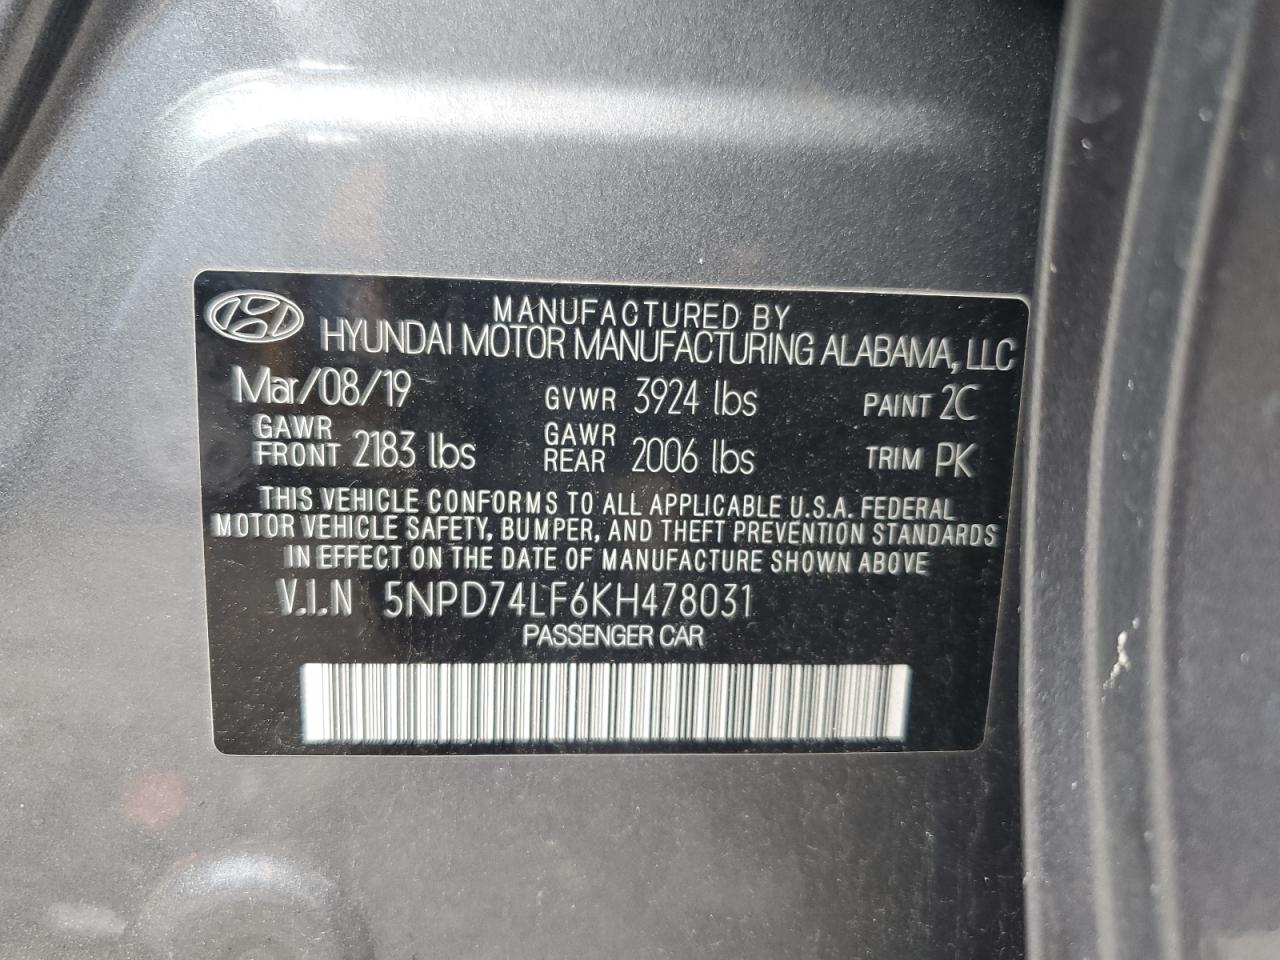 MANUFACTURED BY
HYUNDAI MOTOR MANUFACTURING ALABAMA, LLC
Mar/08/19 GVWR 3924 lbs PAINT 2C
GAWR FRONT 2183 lbs GAWR REAR 2006 lbs TRIM PK
THIS VEHICLE CONFORMS TO ALL APPLICABLE U.S.A. FEDERAL
MOTOR VEHICLE SAFETY, BUMPER, AND THEFT PREVENTION STANDARDS
IN EFFECT ON THE DATE OF MANUFACTURE SHOWN ABOVE
V.I.N 5NPD74LF6KH478031
PASSENGER CAR